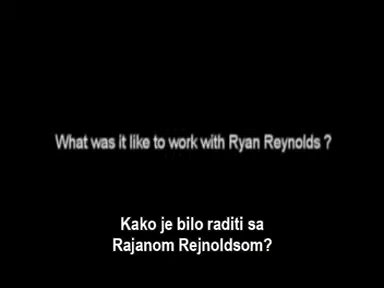 What was it like to work with Ryan Reynolds ?
Kako je bilo raditi sa
Rajanom Rejnoldsom?